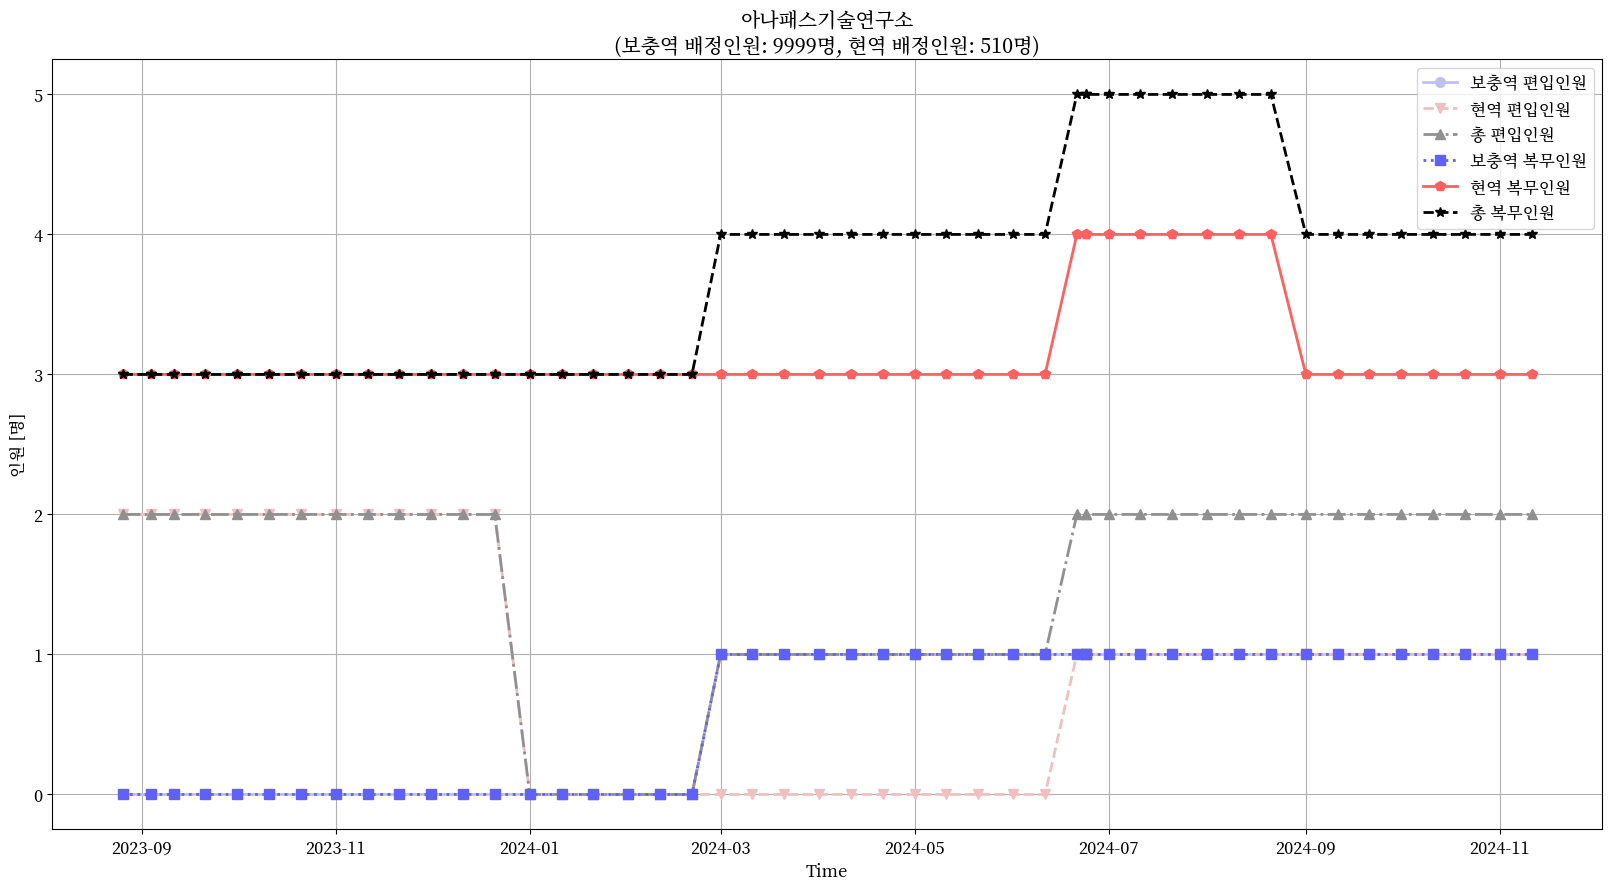 아나패스기술연구소
(보충역 배정인원: 9999명, 현역 배정인원: 510명)
보충역 편입인원
현역 편입인원
총 편입인원
보충역 복무인원
현역 복무인원
총 복무인원
인원 [명]
5
4
3
2
1
0
2023-09
2023-11
2024-01
2024-03
2024-05
2024-07
2024-09
2024-11
Time